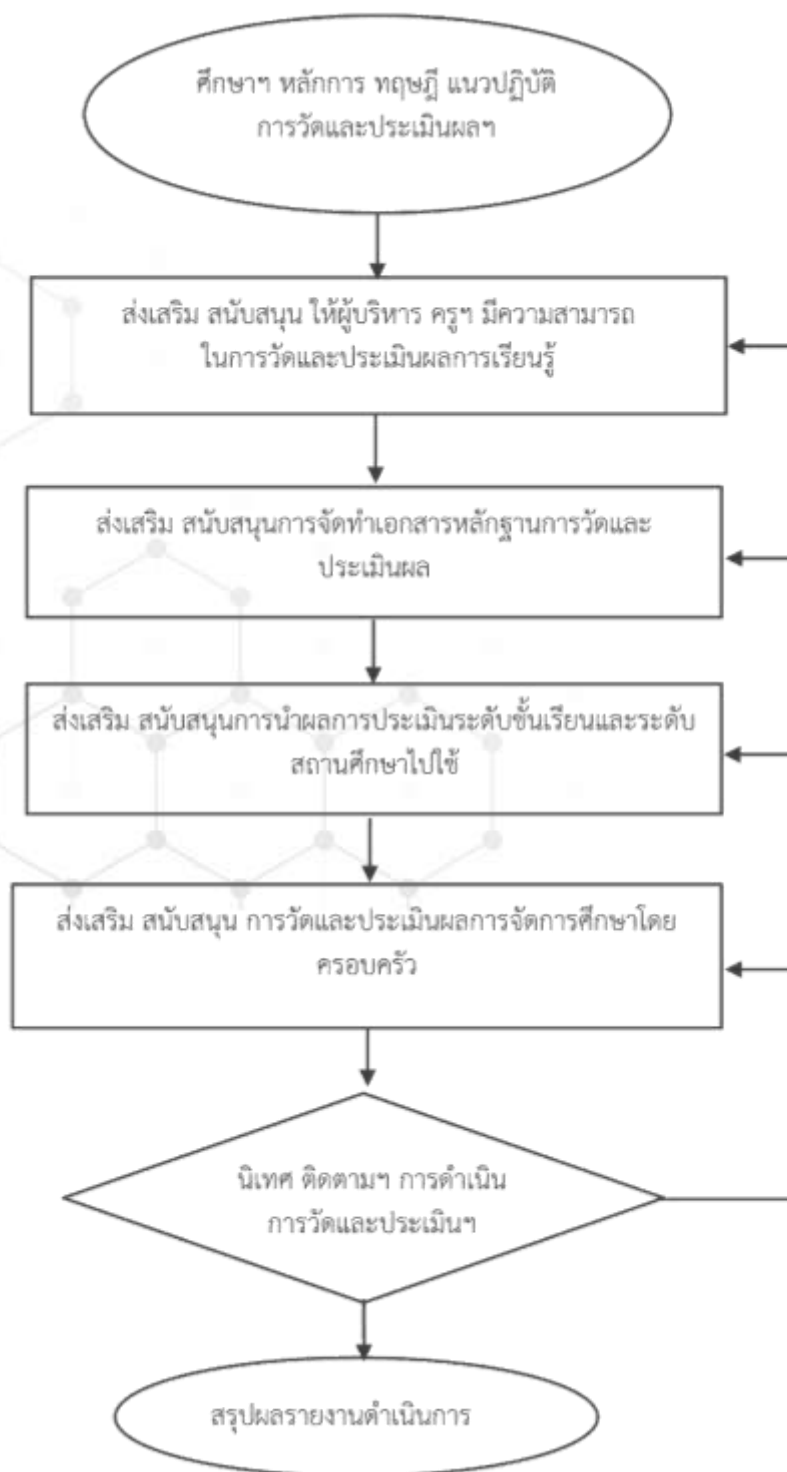 ศึกษาฯ หลักการ ทฤษฎี แนวปฏิบัติ
การวัดและประเมินผลฯ
ส่งเสริม สนับสนุน ให้ผู้บริหาร ครูฯ มีความสามารถ
ในการวัดและประเมินผลการเรียนรู้
ส่งเสริม สนับสนุนการจัดทำเอกสารหลักฐานการวัดและ
ประเมินผล
ส่งเสริม สนับสนุนการนำผลการประเมินระดับชั้นเรียนและระดับ
สถานศึกษาไปใช้
ส่งเสริม สนับสนุน การวัดและประเมินผลการจัดการศึกษาโดย
ครอบครัว
นิเทศ ติดตามฯ การดำเนิน
การวัดและประเมินฯ
สรุปผลรายงานดำเนินการ